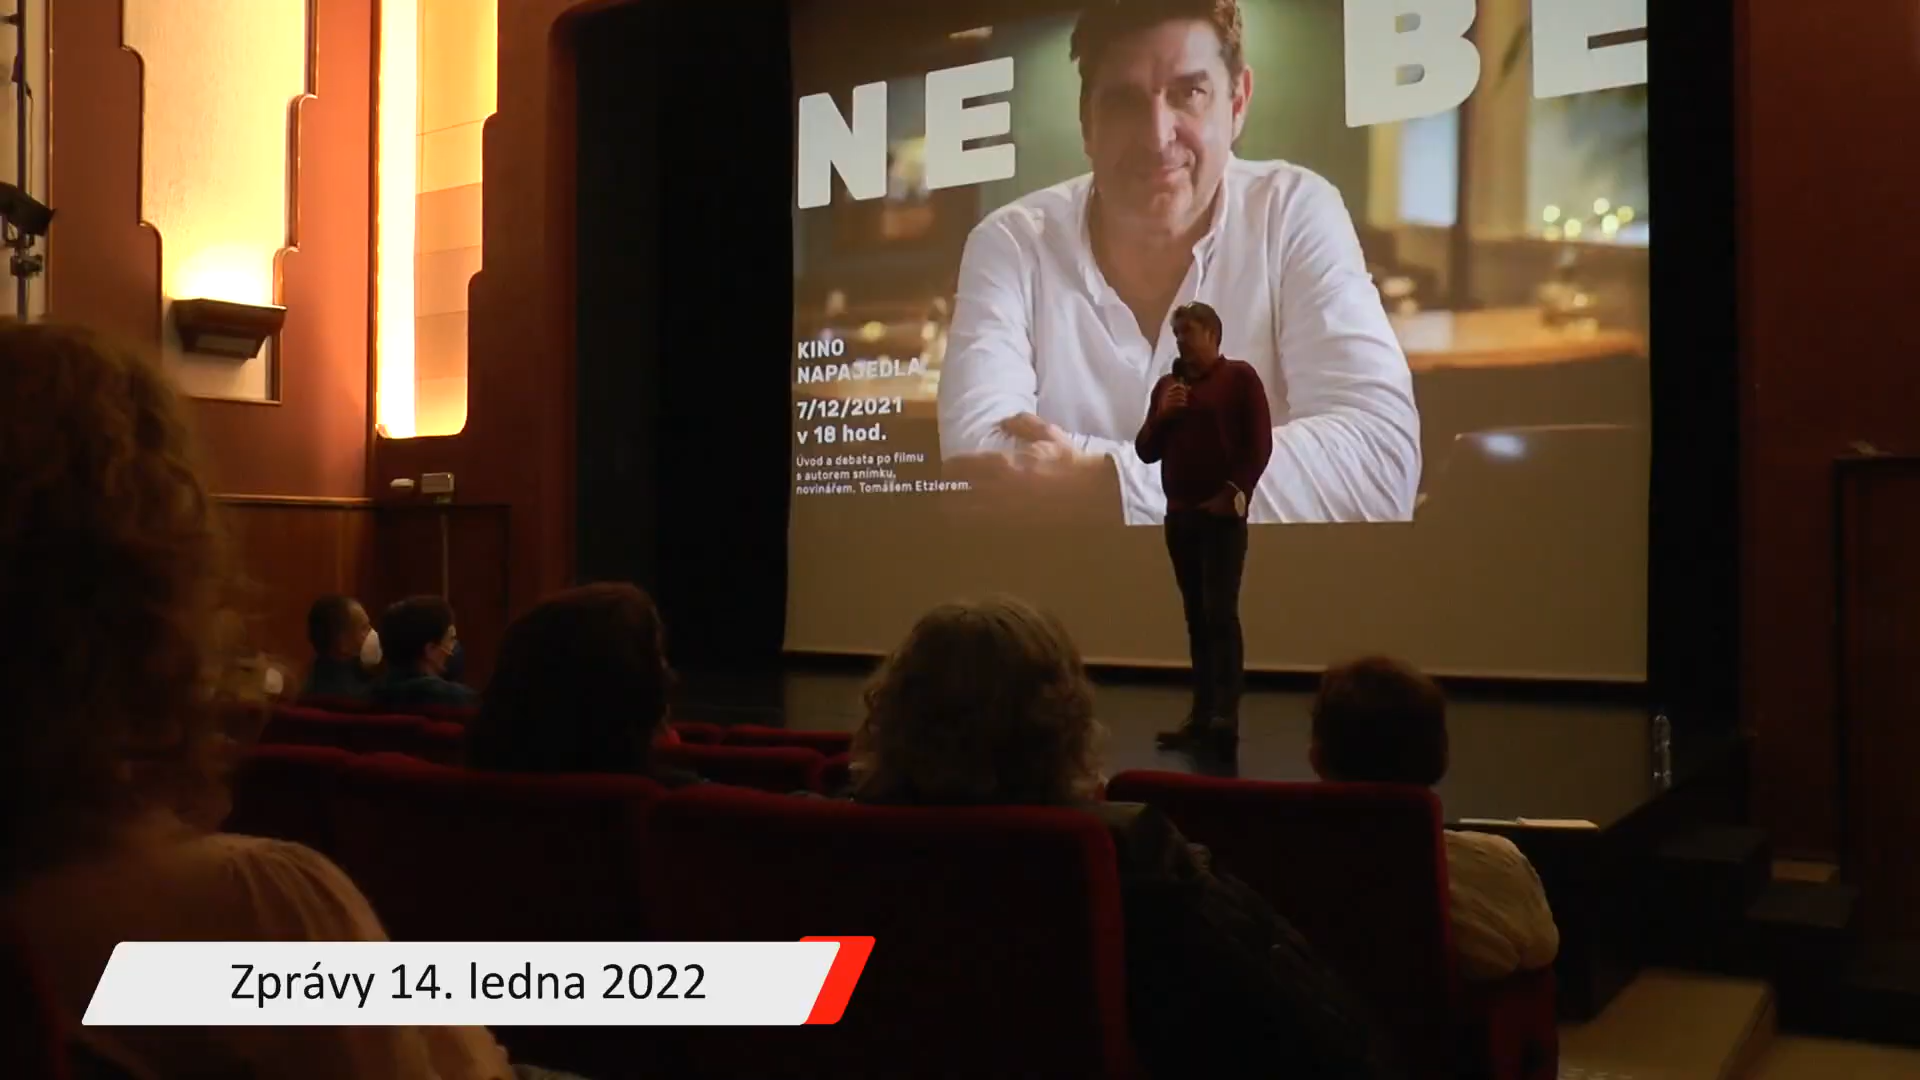 NE BE
KINO
NAPAJEDLA
7/12/2021
v 18 hod.
Úvod a debata po filmu
s autorem snímku,
novinářem, Tomášem Etzlerem.
Zprávy 14. ledna 2022